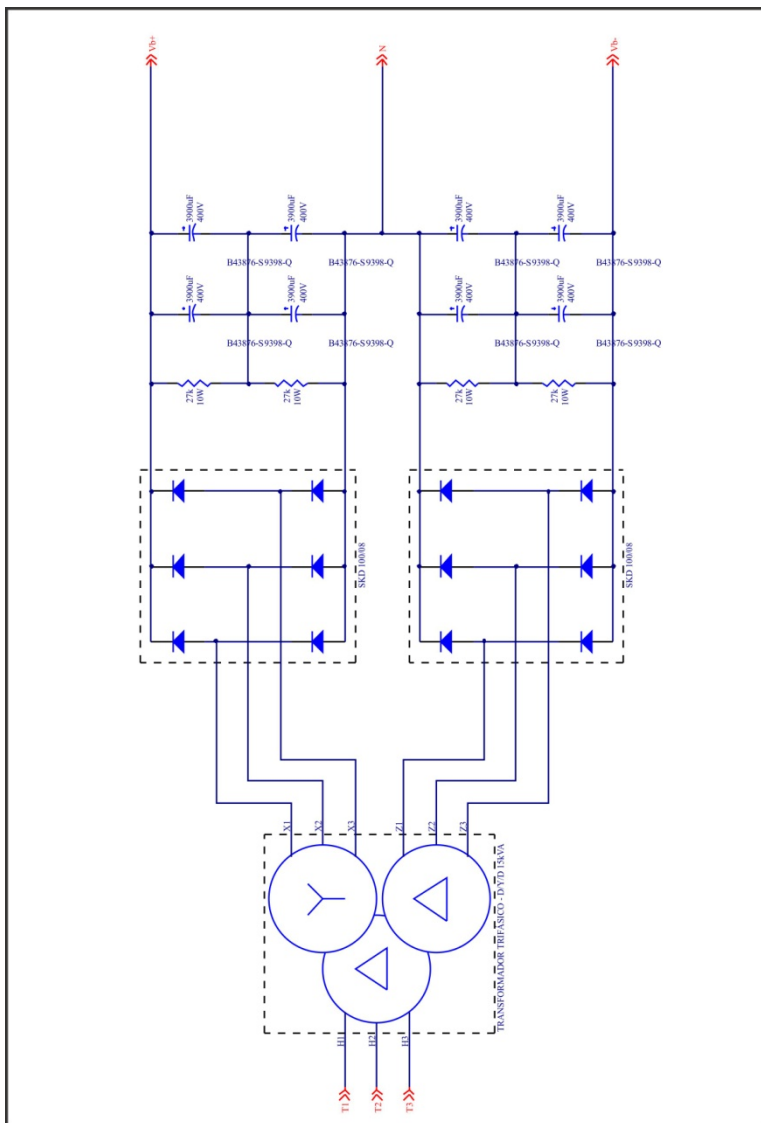 Vb+
N
Vb-
3900uF
400V
3900uF
400V
3900uF
400V
3900uF
400V
B43876-S9398-Q
B43876-S9398-Q
B43876-S9398-Q
B43876-S9398-Q
3900uF
400V
3900uF
400V
3900uF
400V
3900uF
400V
B43876-S9398-Q
B43876-S9398-Q
B43876-S9398-Q
B43876-S9398-Q
27k
10W
27k
10W
27k
10W
27k
10W
SKD 100/08
SKD 100/08
X1
X2
X3
Z1
Z2
Z3
TRANSFORMADOR TRIFÁSICO - D/Y/D 15kVA
H1
H2
H3
T1
T2
T3